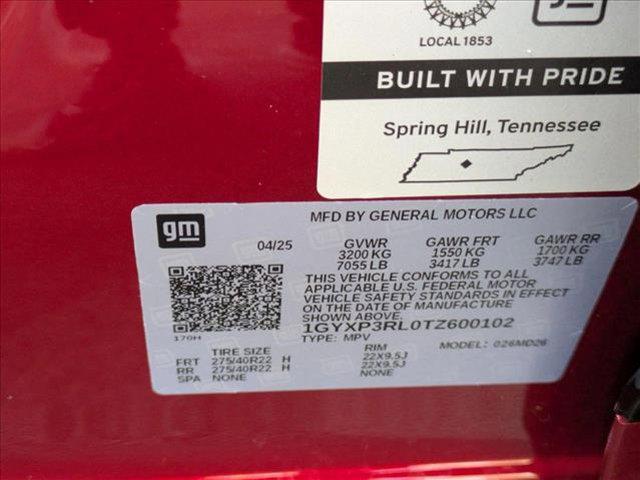 LOCAL 1853
gm
BUILT WITH PRIDE
Spring Hill, Tennessee
gm
MFD BY GENERAL MOTORS LLC
04/25 GVWR GAWR FRT GAWR RR
3200 KG 1550 KG 1700 KG
7055 LB 3417 LB 3747 LB
THIS VEHICLE CONFORMS TO ALL
APPLICABLE U.S. FEDERAL MOTOR
VEHICLE SAFETY STANDARDS IN EFFECT
ON THE DATE OF MANUFACTURE
SHOWN ABOVE.
170H 1GYXP3RL0TZ600102
TYPE: MPV MODEL: 026MD26
TIRE SIZE RIM
FRT 275/40R22 H 22X9.5J
RR 275/40R22 H 22X9.5J
SPA NONE NONE